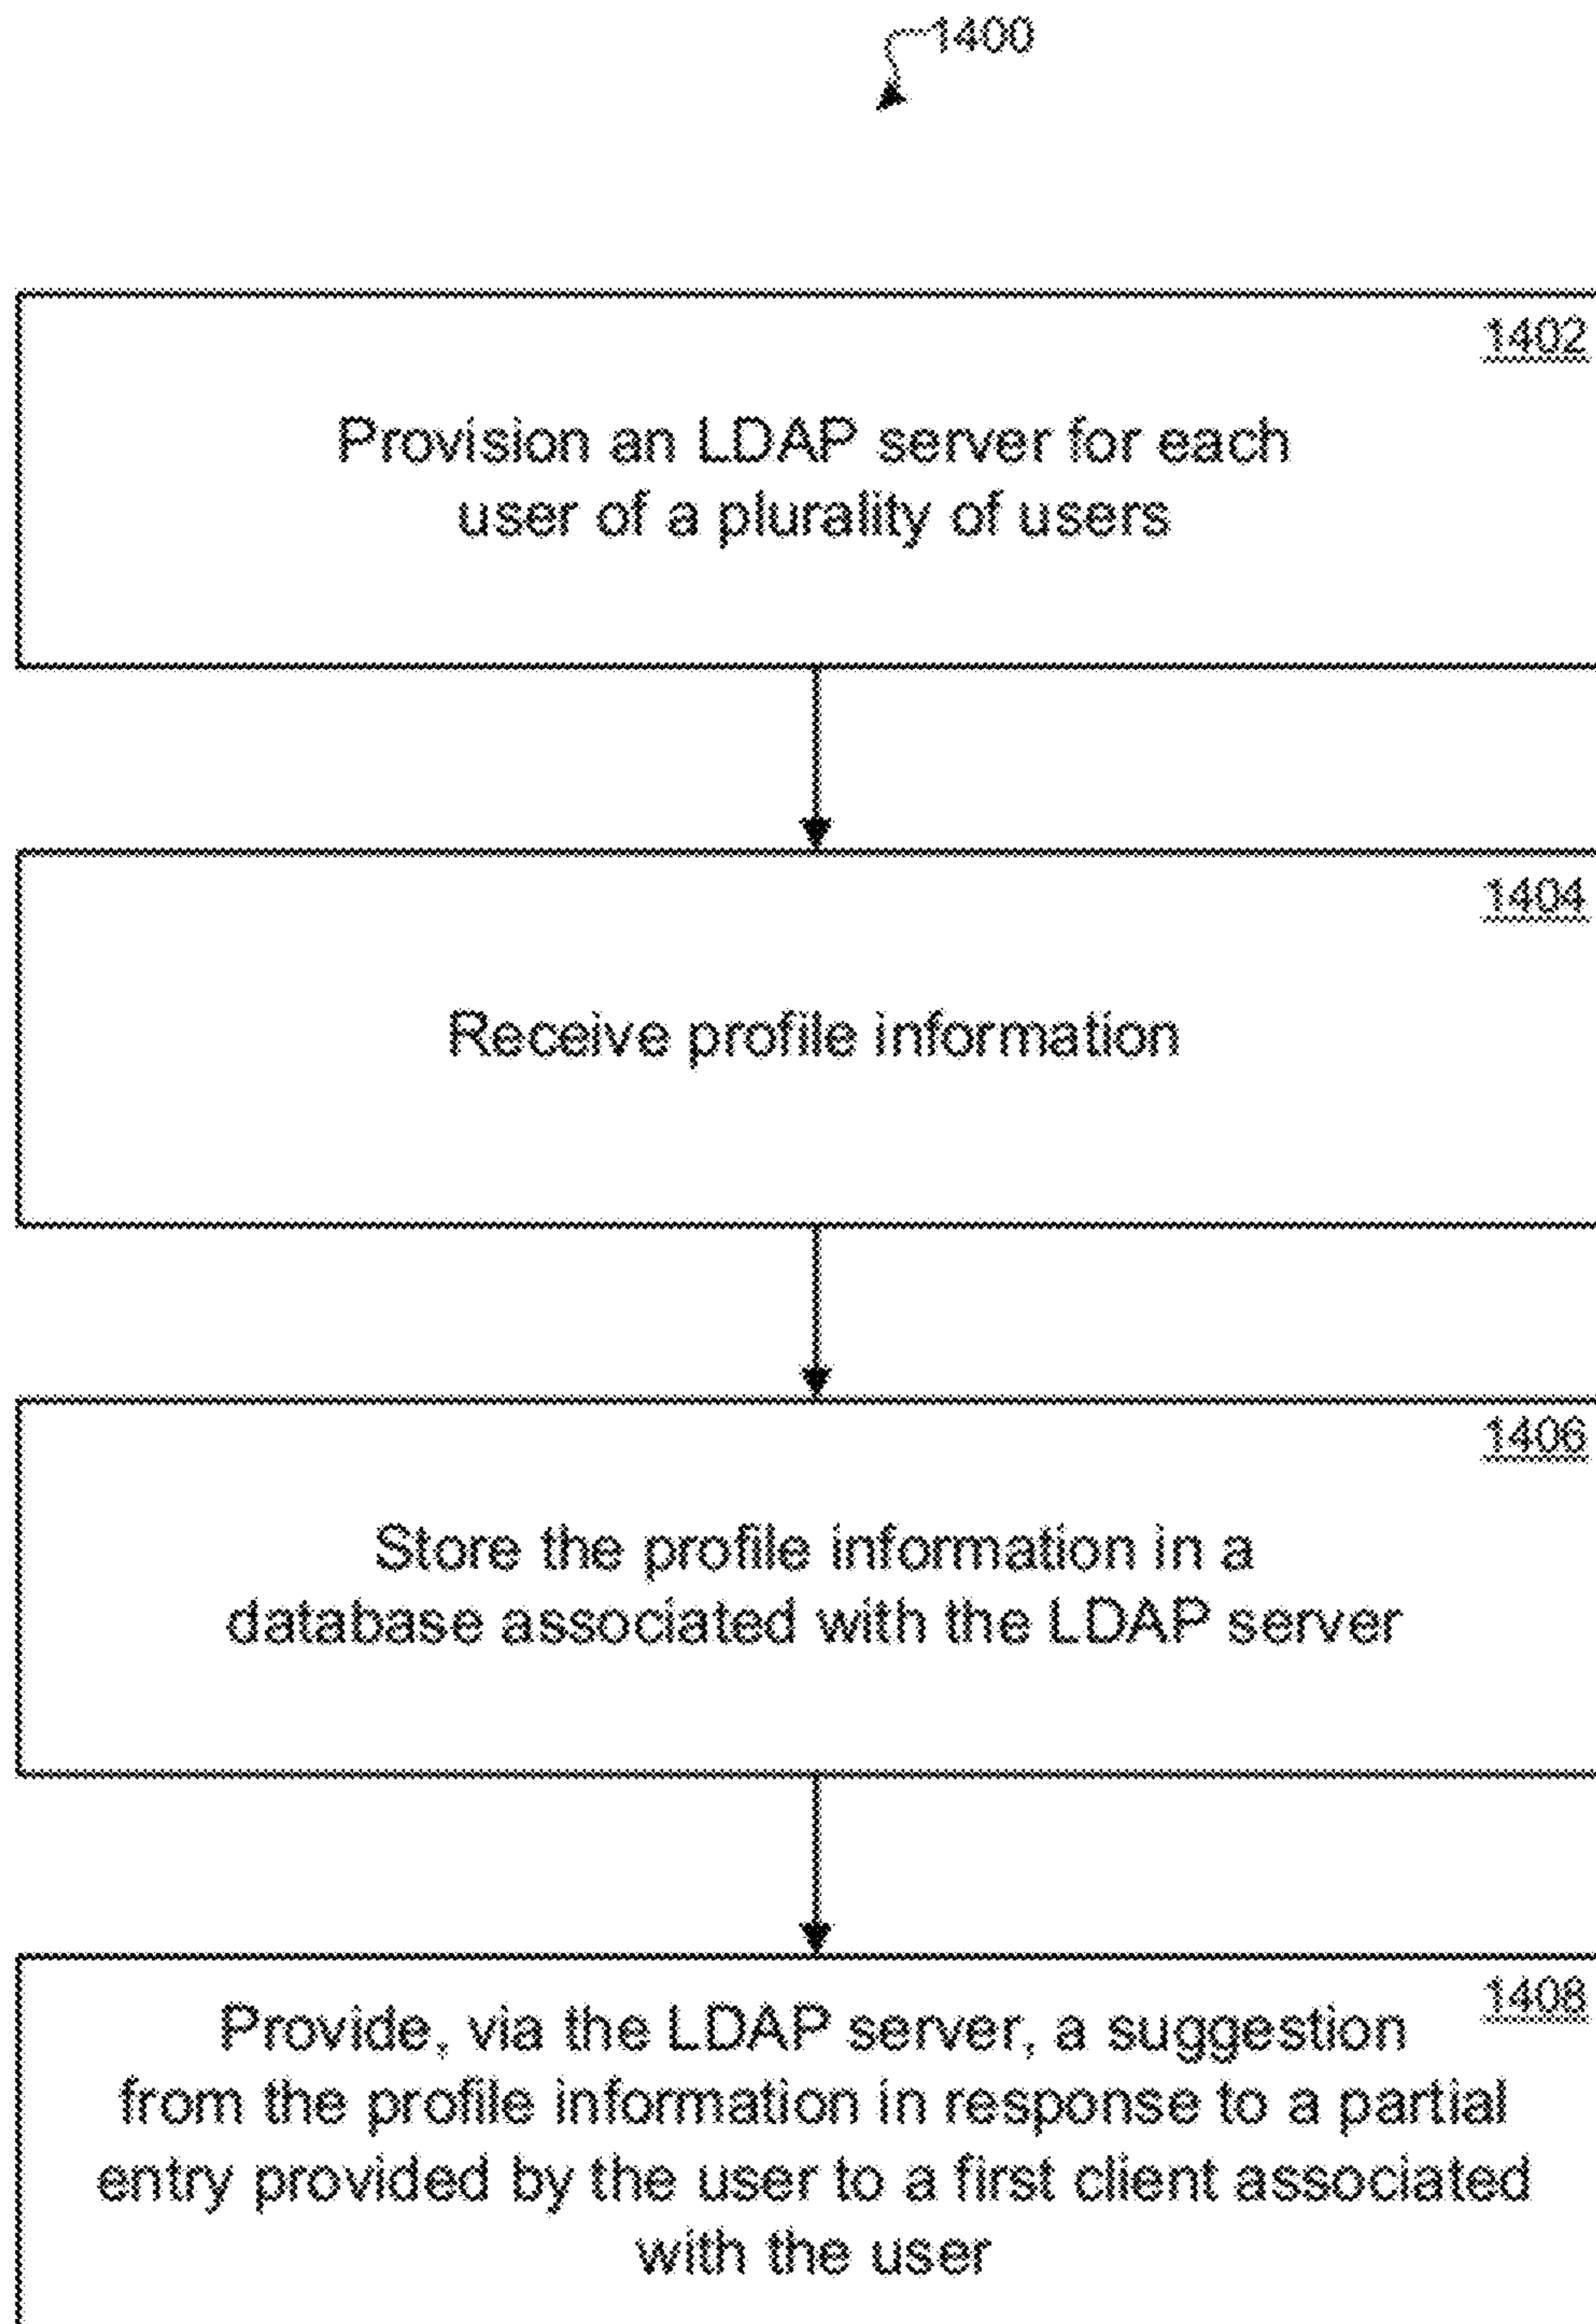 1400
1402
Provision an LDAP server for each
user of a plurality of users
1404
Receive profile information
1406
Store the profile information in a
database associated with the LDAP server
1408
Provide, via the LDAP server, a suggestion
from the profile information in response to a partial
entry provided by the user to a first client associated
with the user